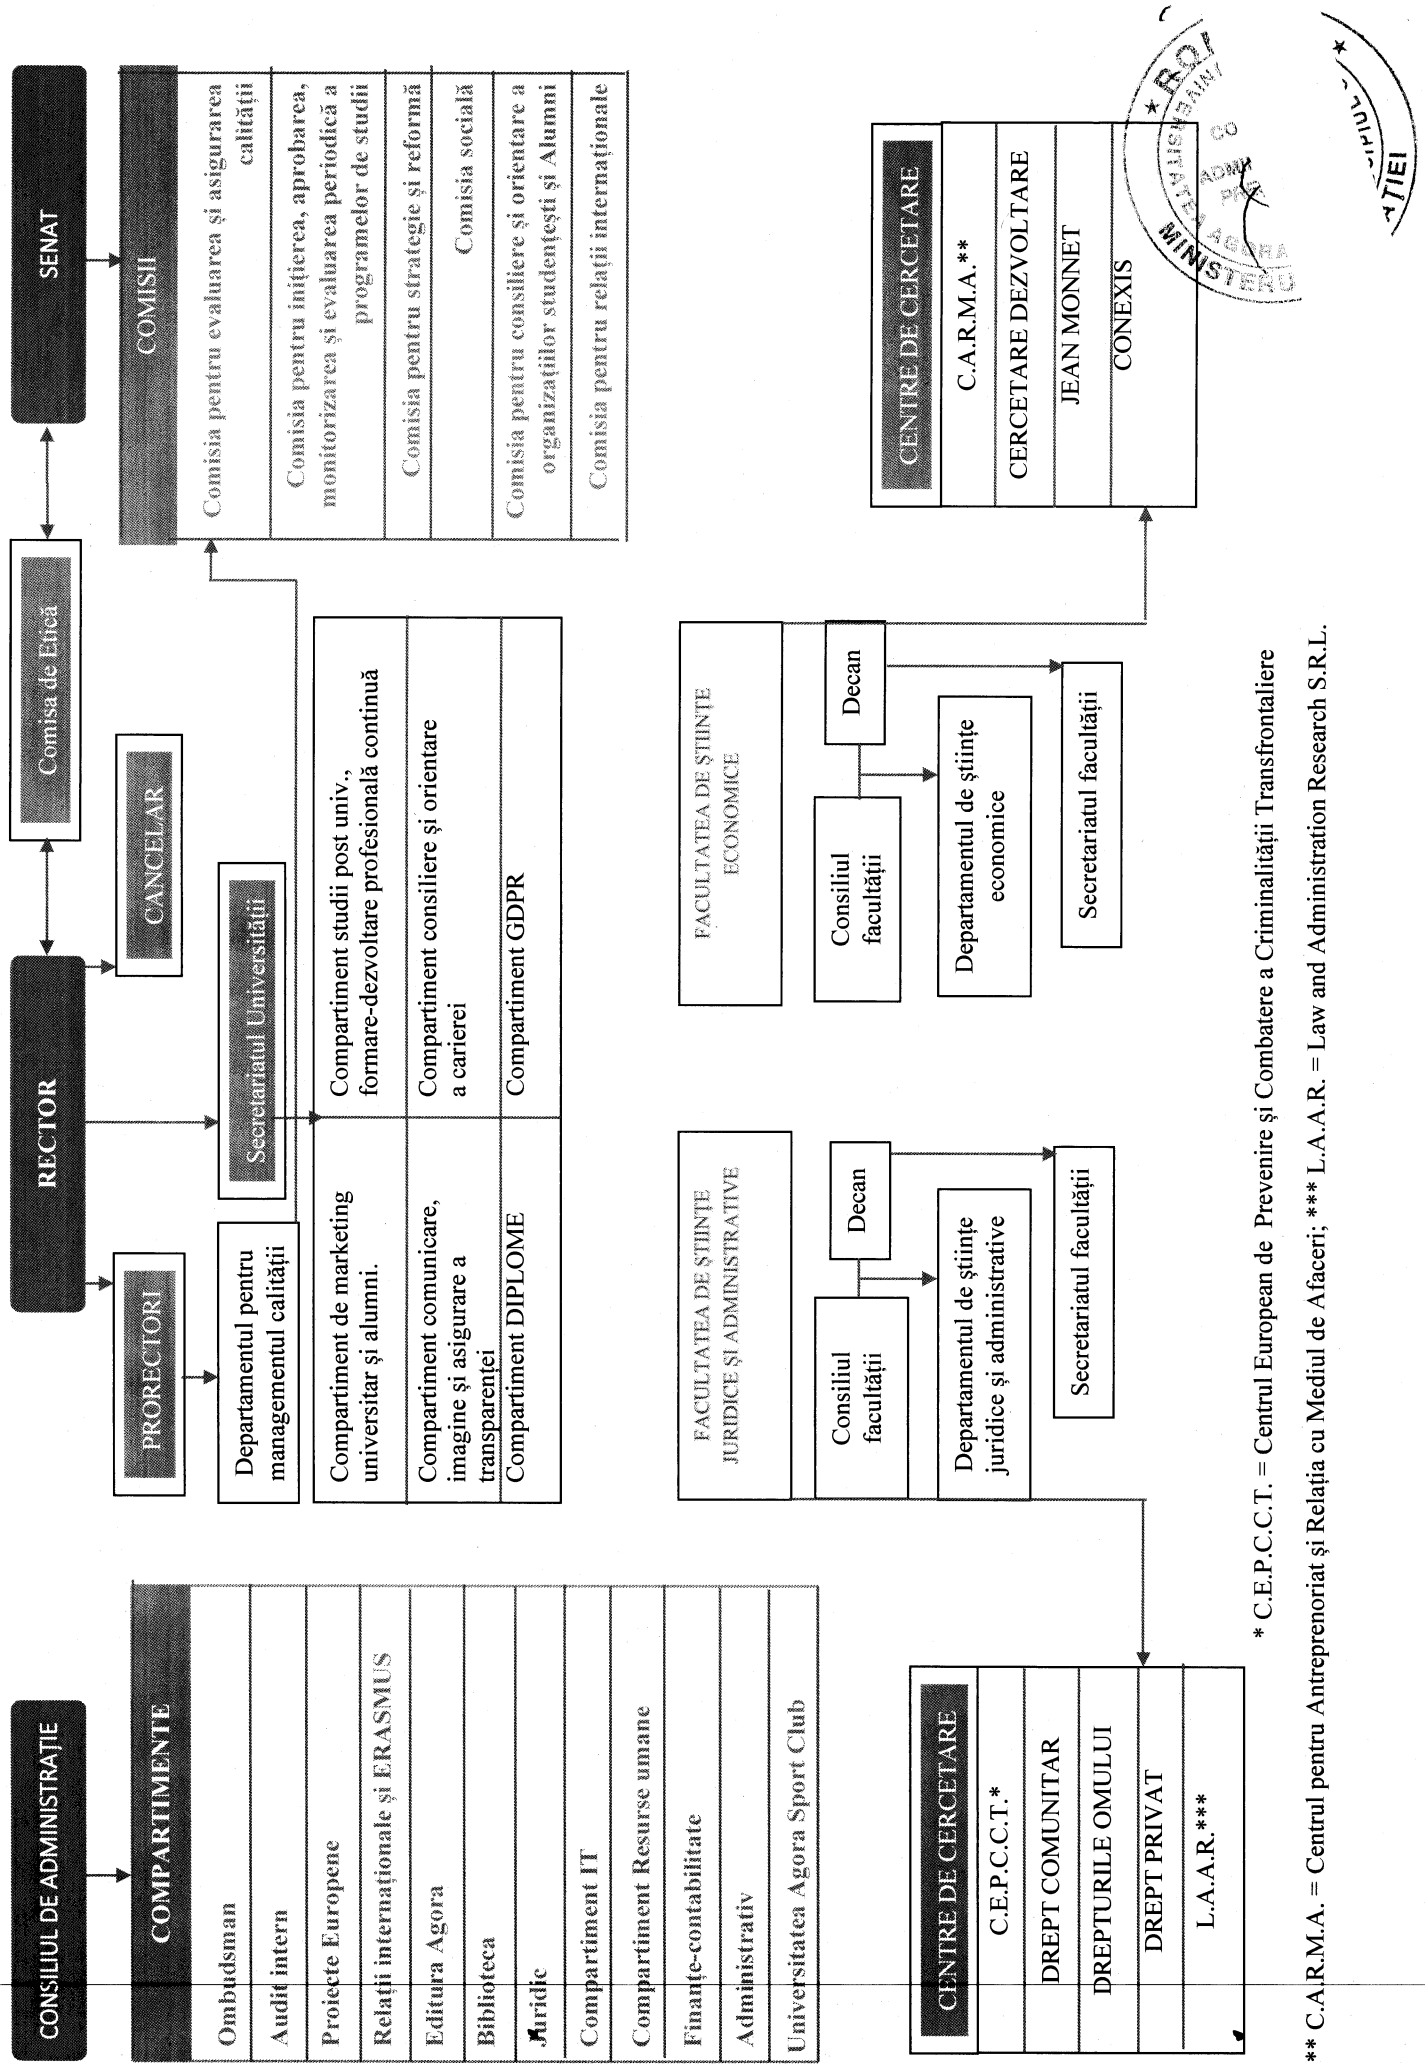 CONSILIUL DE ADMINISTRAȚIE
RECTOR
Comisa de Etică
SENAT
COMPARTIMENTE
Ombudsman
Audit intern
Proiecte Europene
Relații internaționale și ERASMUS
Editura Agora
Biblioteca
Juridic
Compartiment IT
Compartiment Resurse umane
Finanțe-contabilitate
Administrativ
Universitatea Agora Sport Club
PRORECTORI
CANCELAR
Departamentul pentru
managementul calității
Secretariatul Universității
Compartiment de marketing
universitar și alumni.
Compartiment studii post univ.,
formare-dezvoltare profesională continuă
Compartiment comunicare,
imagine și asigurare a
transparenței
Compartiment consiliere și orientare
a carierei
Compartiment DIPLOME
Compartiment GDPR
COMISII
Comisia pentru evaluarea și asigurarea
calității
Comisia pentru inițierea, aprobarea,
monitorizarea și evaluarea periodică a
programelor de studii
Comisia pentru strategie și reformă
Comisia socială
Comisia pentru consiliere și orientare a
organizațiilor studențești și Alumni
Comisia pentru relații internaționale
FACULTATEA DE ȘTIINȚE
JURIDICE ȘI ADMINISTRATIVE
Consiliul
facultății
Decan
Departamentul de științe
juridice și administrative
Secretariatul facultății
FACULTATEA DE ȘTIINȚE
ECONOMICE
Consiliul
facultății
Decan
Departamentul de științe
economice
Secretariatul facultății
CENTRE DE CERCETARE
C.E.P.C.C.T.*
DREPT COMUNITAR
DREPTURILE OMULUI
DREPT PRIVAT
L.A.A.R.***
CENTRE DE CERCETARE
C.A.R.M.A.**
CERCETARE DEZVOLTARE
JEAN MONNET
CONEXIS
* C.E.P.C.C.T. = Centrul European de Prevenire și Combatere a Criminalității Transfrontaliere
** C.A.R.M.A. = Centrul pentru Antreprenoriat și Relația cu Mediul de Afaceri; *** L.A.A.R. = Law and Administration Research S.R.L.
MINISTERU
AGORA